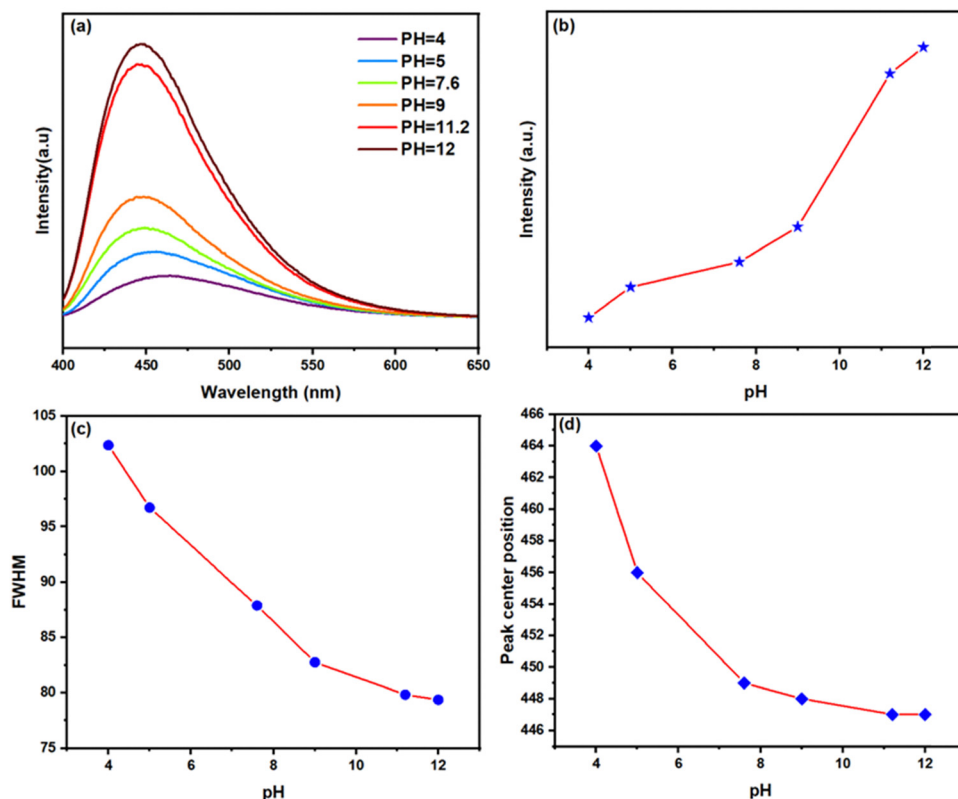 (a)
PH=4
PH=5
PH=7.6
PH=9
PH=11.2
PH=12
Intensity(a.u)
400 450 500 550 600 650
Wavelength (nm)
(b)
Intensity (a.u.)
4 6 8 10 12
pH
(c)
105
100
95
90
85
80
75
FWHM
4 6 8 10 12
pH
(d)
466
464
462
460
458
456
454
452
450
448
446
Peak center position
4 6 8 10 12
pH